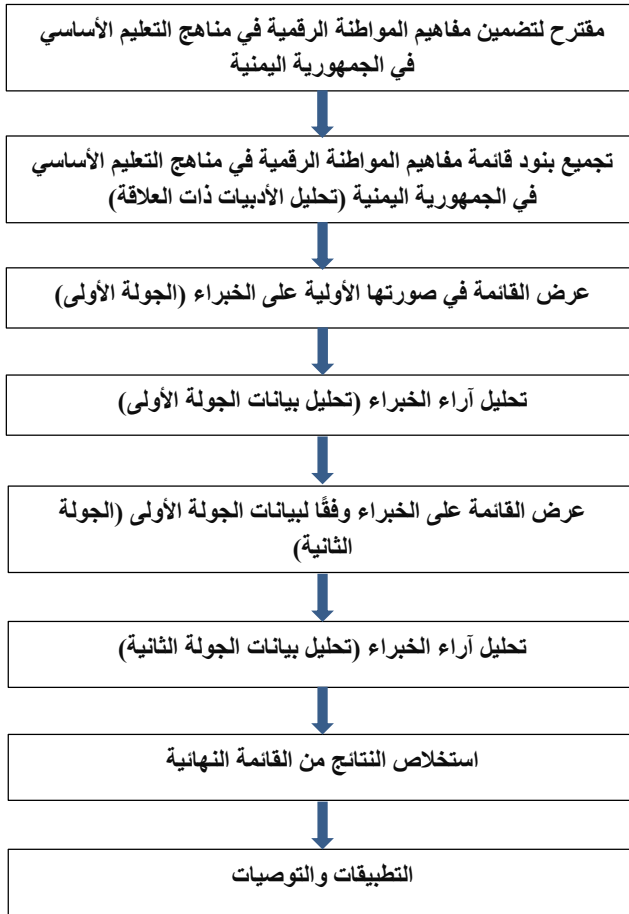 مقترح لتضمين مفاهيم المواطنة الرقمية في مناهج التعليم الأساسي
في الجمهورية اليمنية
تجميع بنود قائمة مفاهيم المواطنة الرقمية في مناهج التعليم الأساسي
في الجمهورية اليمنية (تحليل الأدبيات ذات العلاقة)
عرض القائمة في صورتها الأولية على الخبراء (الجولة الأولى)
تحليل آراء الخبراء (تحليل بيانات الجولة الأولى)
عرض القائمة على الخبراء وفقًا لبيانات الجولة الأولى (الجولة
الثانية)
تحليل آراء الخبراء (تحليل بيانات الجولة الثانية)
استخلاص النتائج من القائمة النهائية
التطبيقات والتوصيات